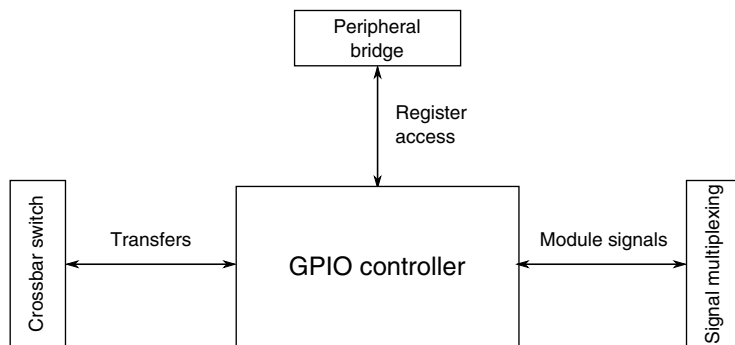 Peripheral
bridge
Register
access
Crossbar switch
Transfers
GPIO controller
Module signals
Signal multiplexing